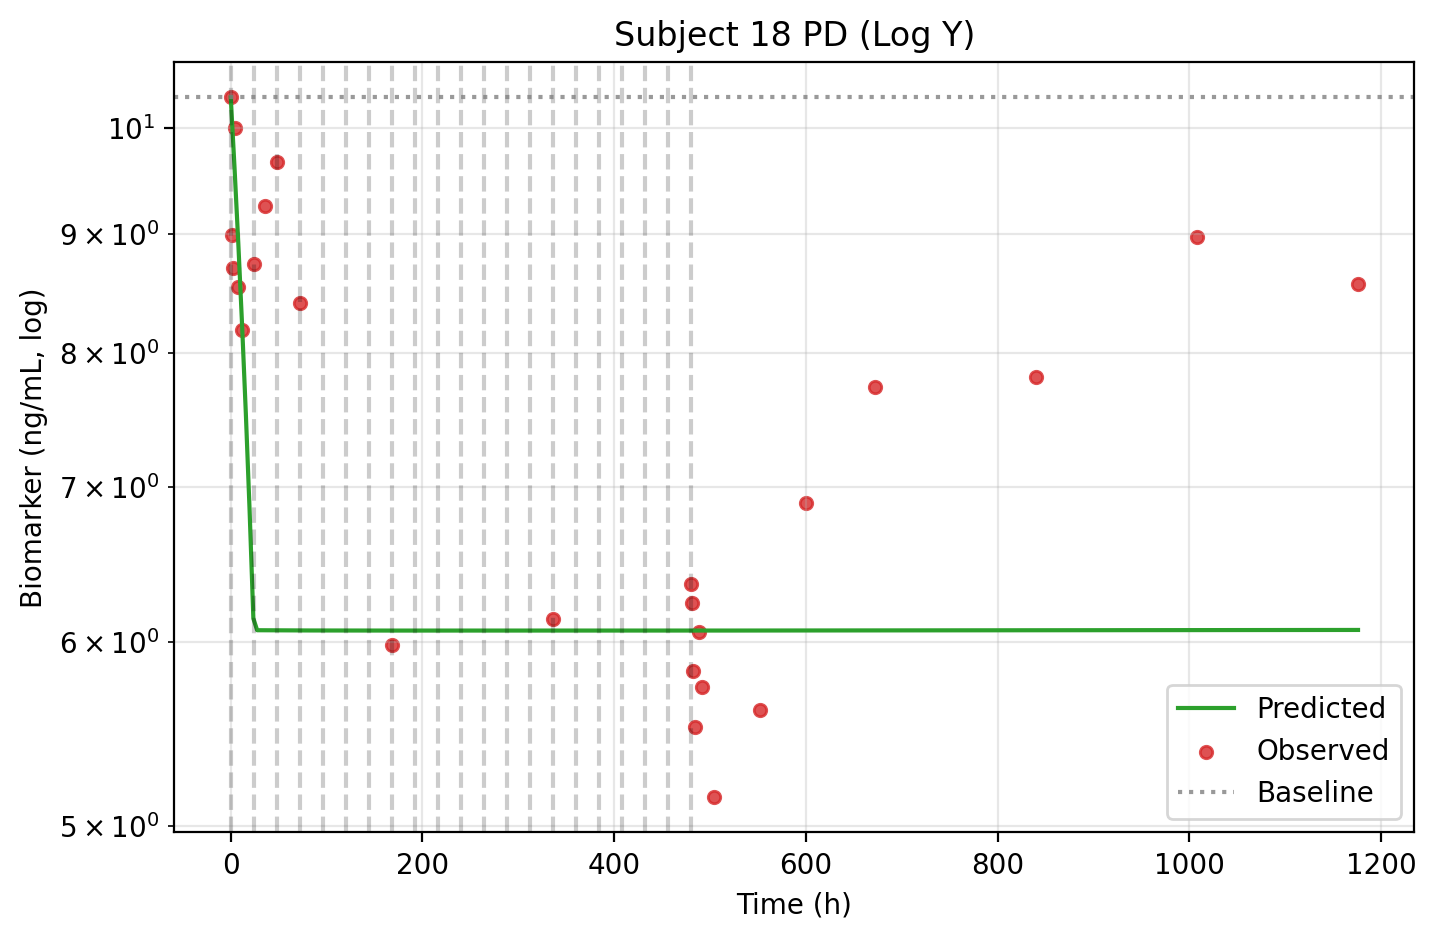 Subject 18 PD (Log Y)
Biomarker (ng/mL, log)
10¹
9 × 10⁰
8 × 10⁰
7 × 10⁰
6 × 10⁰
5 × 10⁰
Predicted
Observed
Baseline
0 200 400 600 800 1000 1200
Time (h)